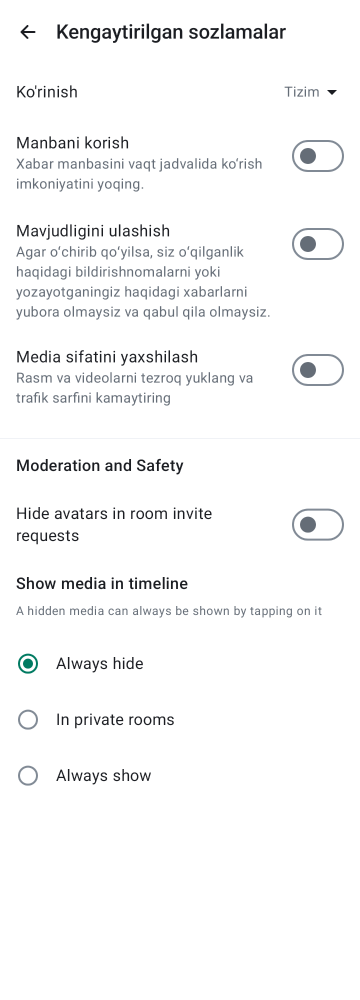 Kengaytirilgan sozlamalar
Ko'rinish
Tizim
Manbani korish
Xabar manbasini vaqt jadvalida ko‘rish
imkoniyatini yoqing.
Mavjudligini ulashish
Agar o‘chirib qo‘yilsa, siz o‘qilganlik
haqidagi bildirishnomalarni yoki
yozayotganingiz haqidagi xabarlarni
yubora olmaysiz va qabul qila olmaysiz.
Media sifatini yaxshilash
Rasm va videolarni tezroq yuklang va
trafik sarfini kamaytiring
Moderation and Safety
Hide avatars in room invite
requests
Show media in timeline
A hidden media can always be shown by tapping on it
Always hide
In private rooms
Always show